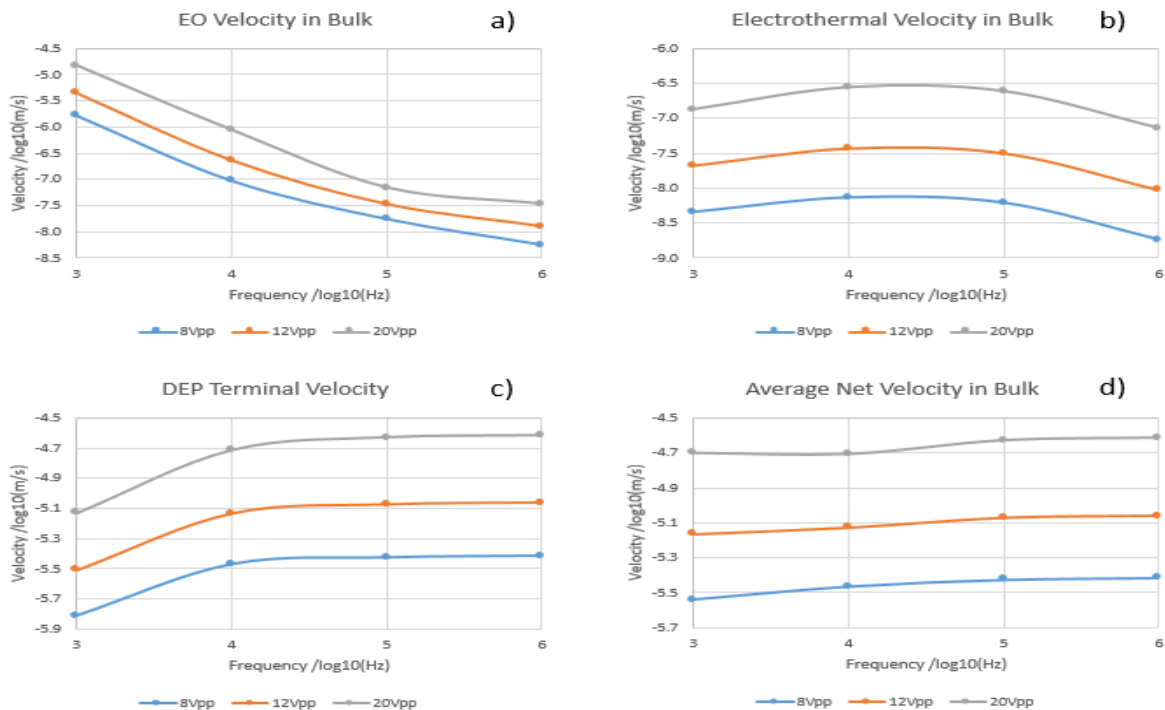 EO Velocity in Bulk
a)
Velocity /log10(m/s)
-4.5
-5.0
-5.5
-6.0
-6.5
-7.0
-7.5
-8.0
-8.5
3 4 5 6
Frequency /log10(Hz)
8Vpp 12Vpp 20Vpp
Electrothermal Velocity in Bulk
b)
Velocity /log10(m/s)
-6.0
-6.5
-7.0
-7.5
-8.0
-8.5
-9.0
3 4 5 6
Frequency /log10(Hz)
8Vpp 12Vpp 20Vpp
DEP Terminal Velocity
c)
Velocity /log10(m/s)
-4.5
-4.7
-4.9
-5.1
-5.3
-5.5
-5.7
-5.9
3 4 5 6
Frequency /log10(Hz)
8Vpp 12Vpp 20Vpp
Average Net Velocity in Bulk
d)
Velocity /log10(m/s)
-4.5
-4.7
-4.9
-5.1
-5.3
-5.5
-5.7
3 4 5 6
Frequency /log10(Hz)
8Vpp 12Vpp 20Vpp